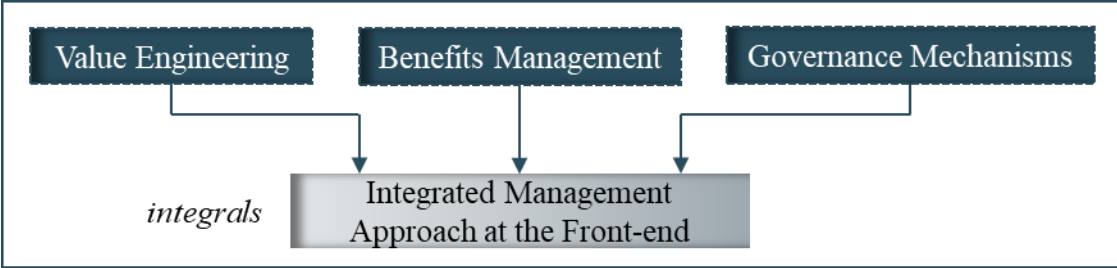 Value Engineering
Benefits Management
Governance Mechanisms
integrals
Integrated Management
Approach at the Front-end